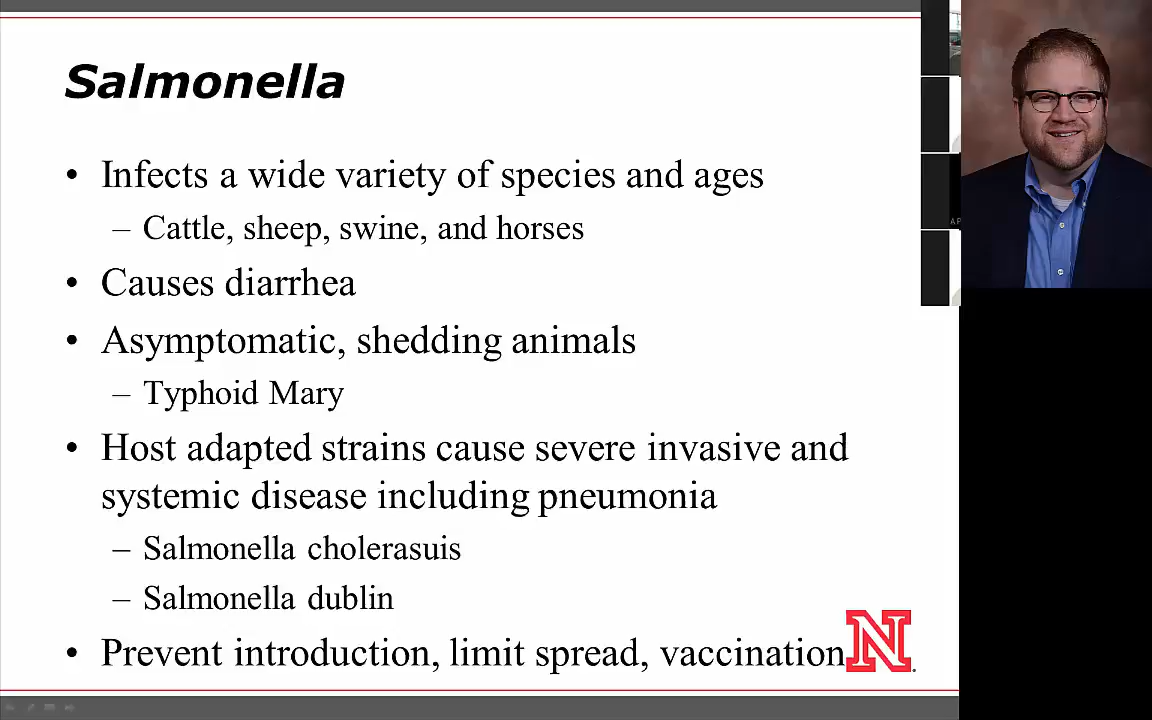 Salmonella
• Infects a wide variety of species and ages
– Cattle, sheep, swine, and horses
• Causes diarrhea
• Asymptomatic, shedding animals
– Typhoid Mary
• Host adapted strains cause severe invasive and
systemic disease including pneumonia
– Salmonella cholerasuis
– Salmonella dublin
• Prevent introduction, limit spread, vaccination
N
AP